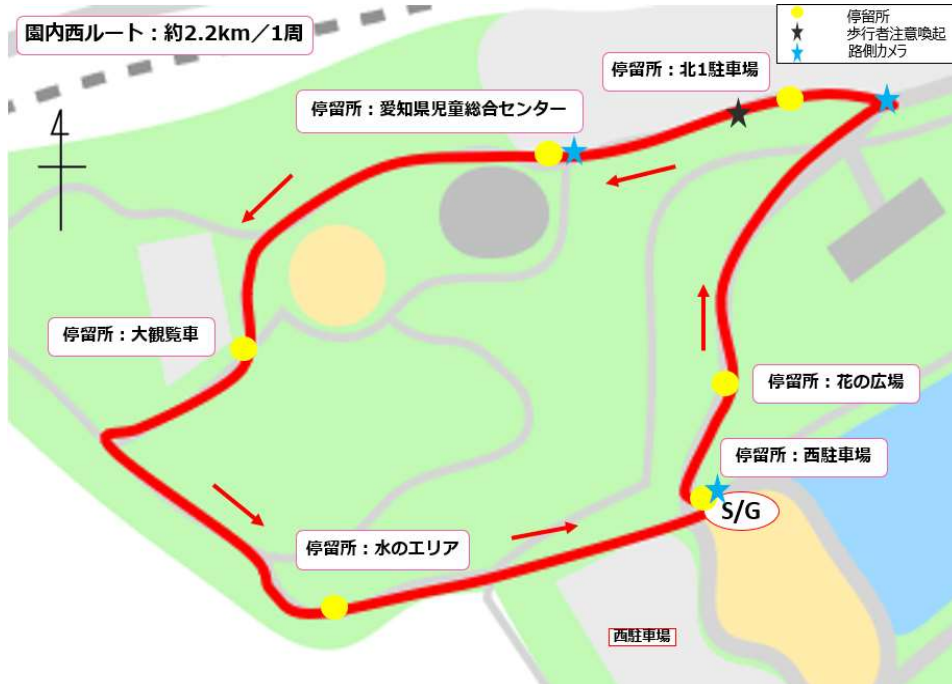 園内西ルート：約2.2km／1周
停留所
歩行者注意喚起
路側カメラ
停留所：北1駐車場
停留所：愛知県児童総合センター
停留所：大観覧車
停留所：花の広場
停留所：西駐車場
S/G
停留所：水のエリア
西駐車場